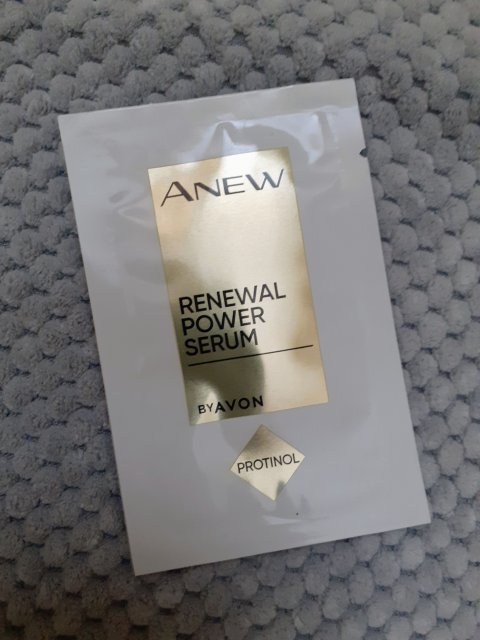 ANEW
RENEWAL
POWER
SERUM
BY AVON
PROTINOL